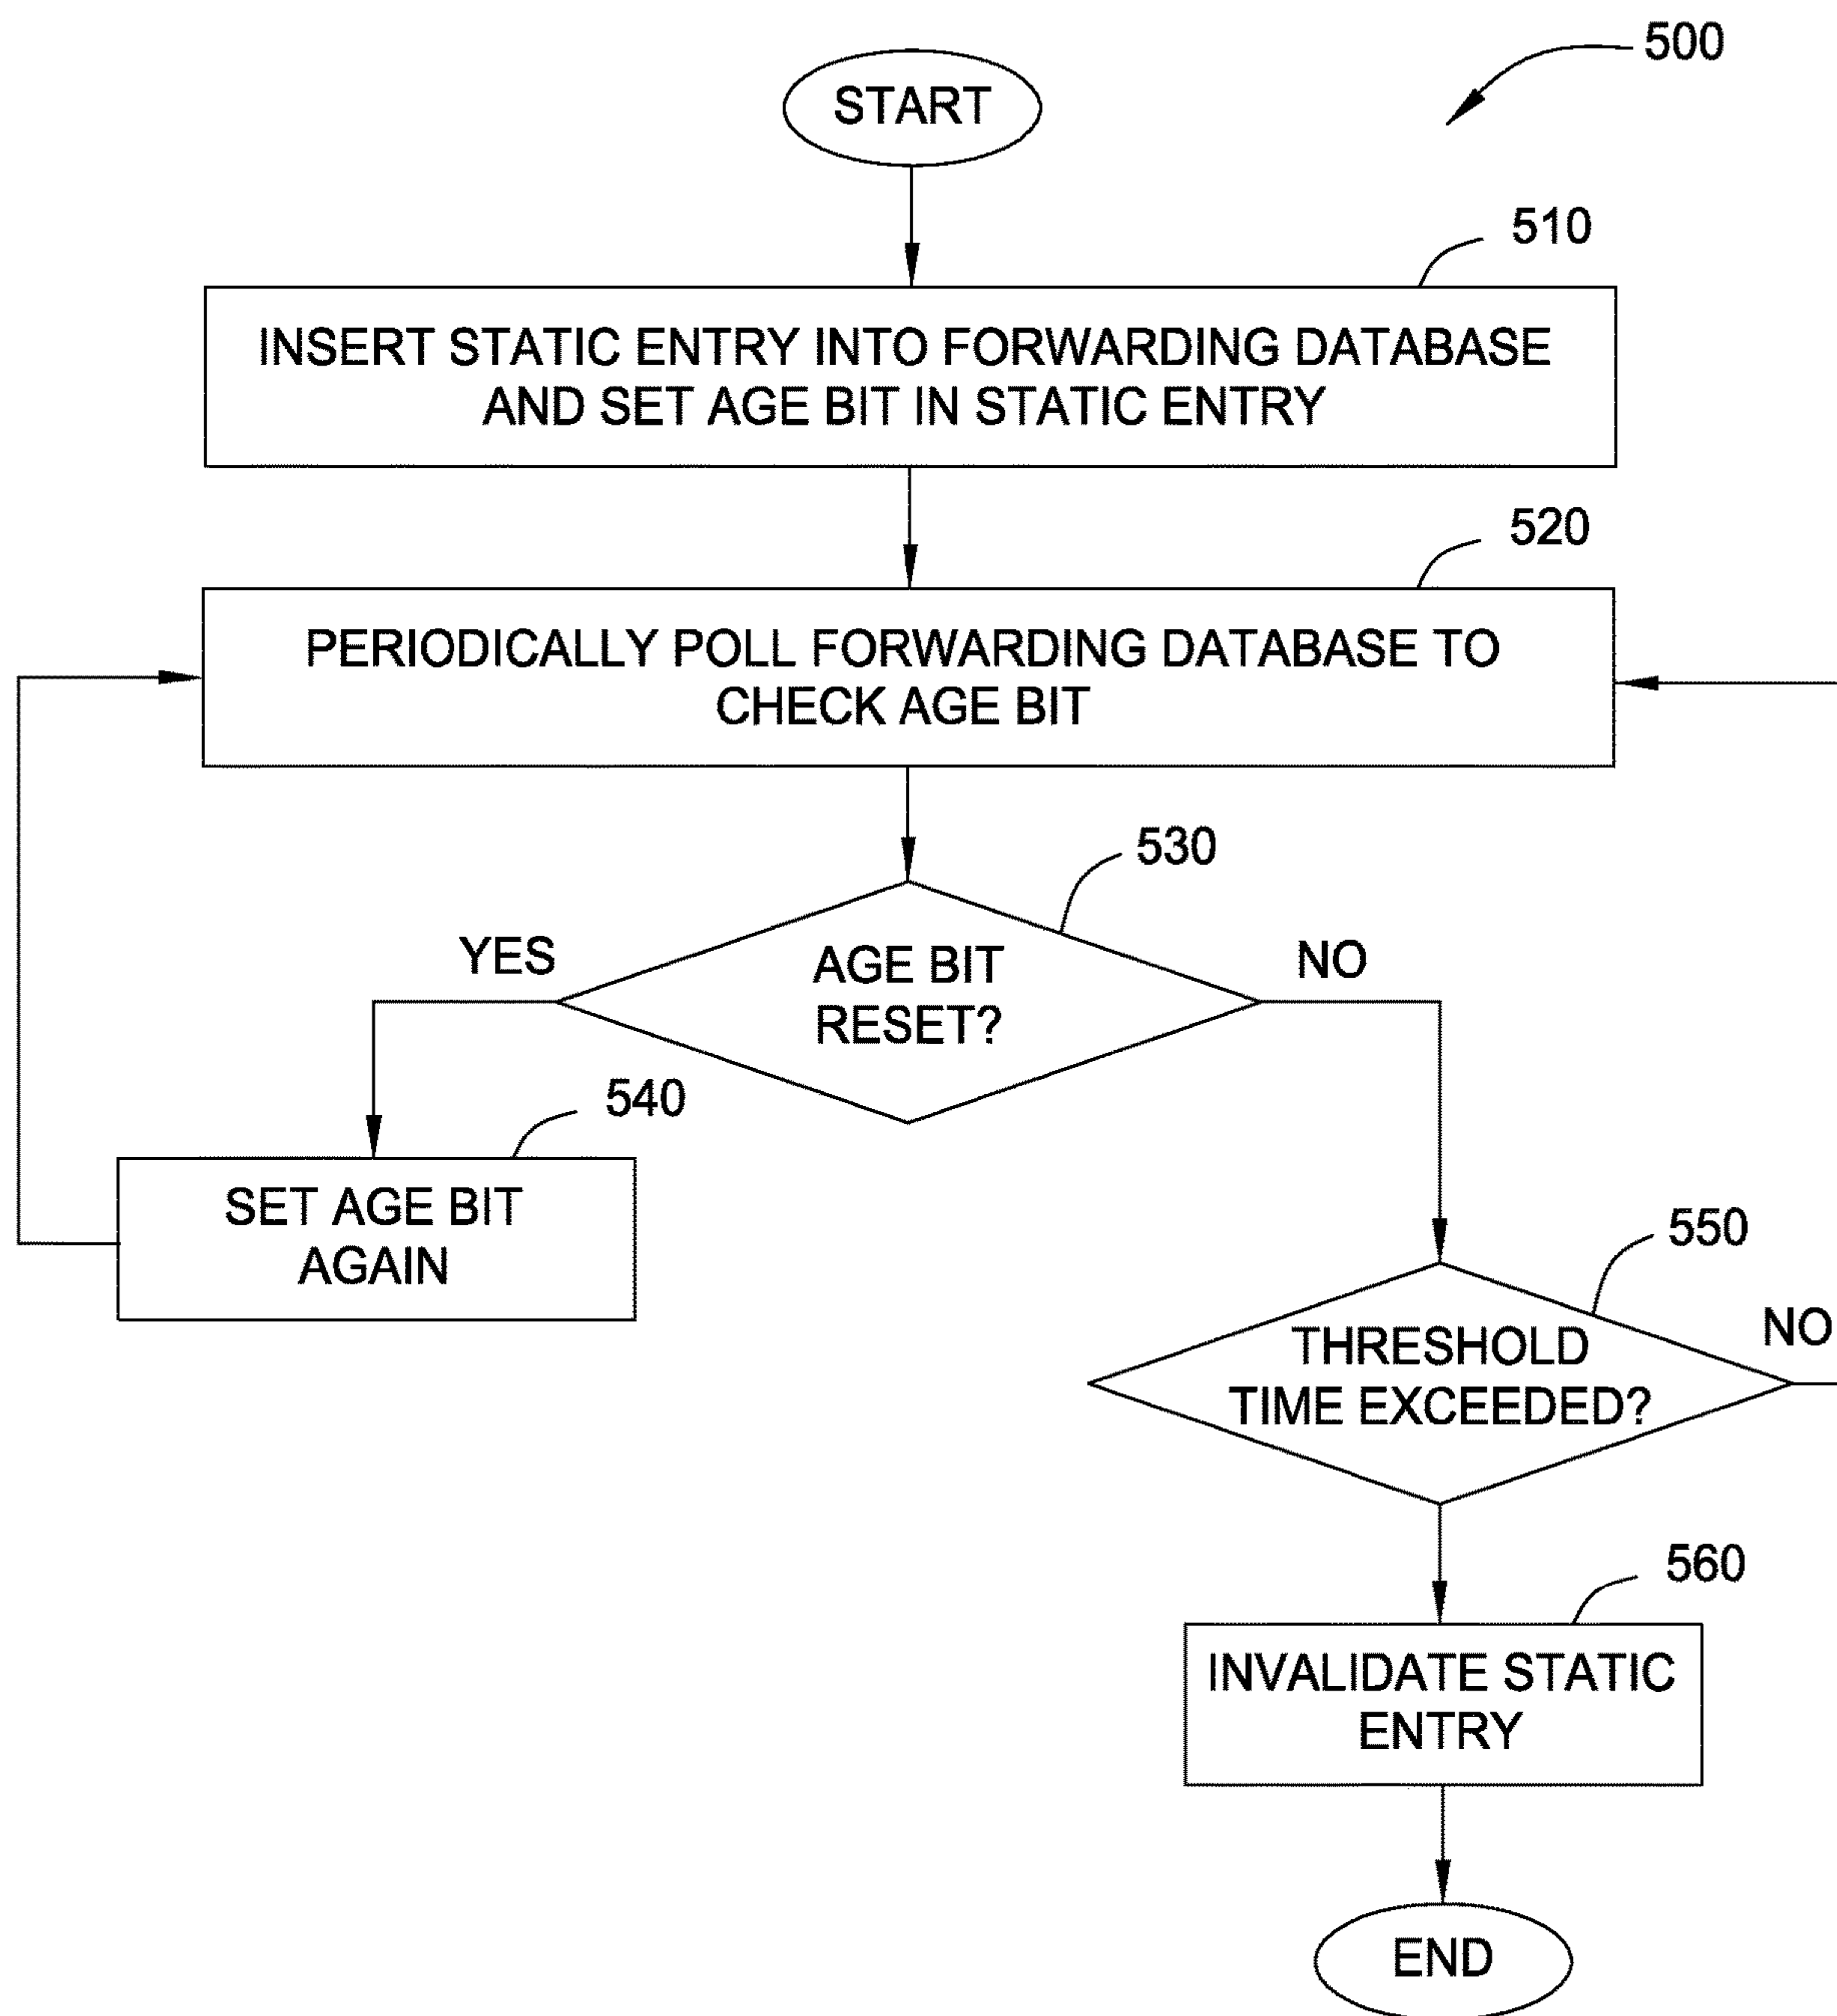 500
START
510
INSERT STATIC ENTRY INTO FORWARDING DATABASE
AND SET AGE BIT IN STATIC ENTRY
520
PERIODICALLY POLL FORWARDING DATABASE TO
CHECK AGE BIT
530
YES
AGE BIT
RESET?
NO
540
SET AGE BIT
AGAIN
550
THRESHOLD
TIME EXCEEDED?
NO
560
INVALIDATE STATIC
ENTRY
END